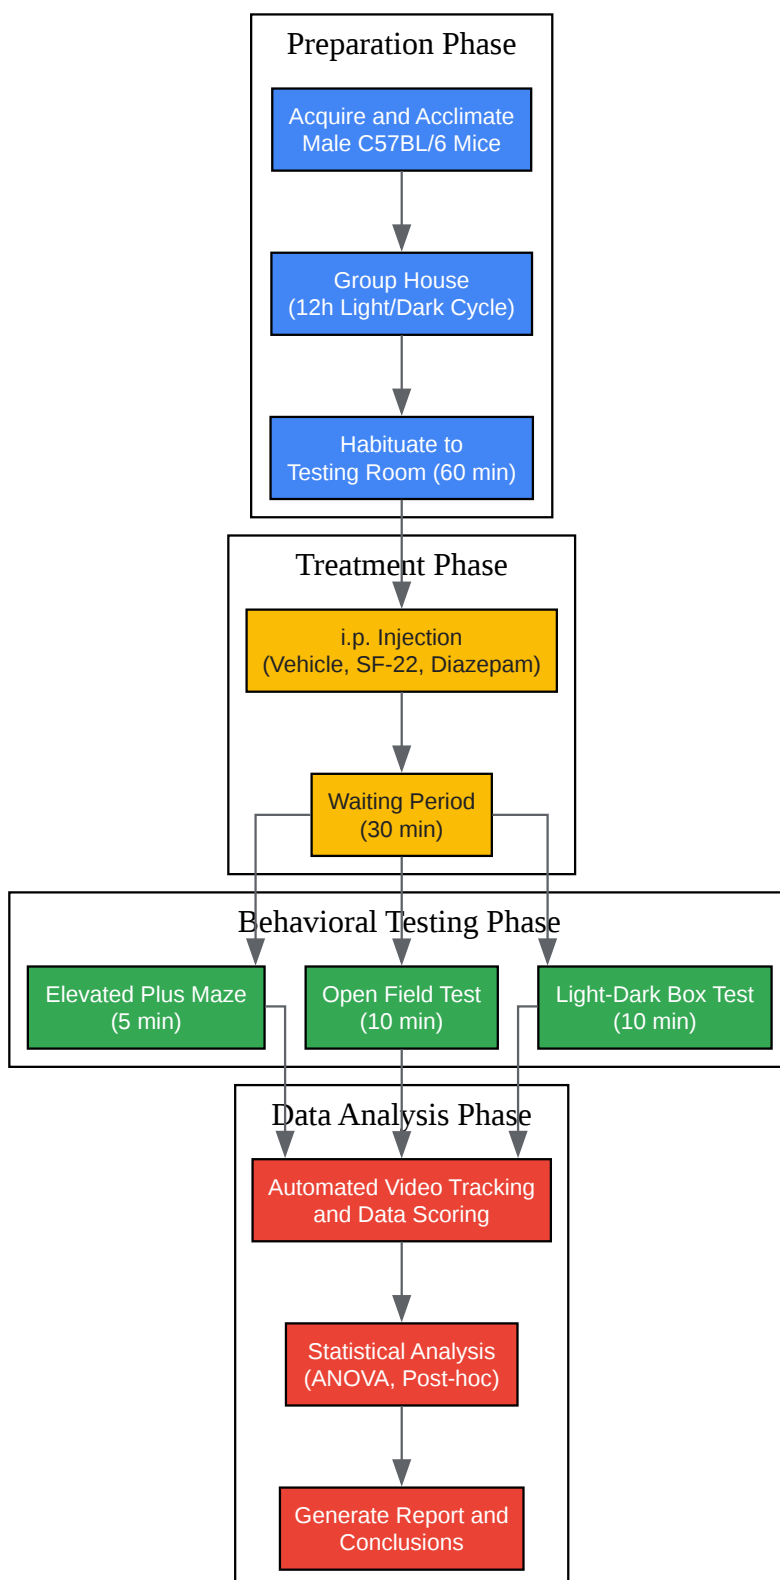 Preparation Phase
Acquire and Acclimate
Male C57BL/6 Mice
Group House
(12h Light/Dark Cycle)
Habituate to
Testing Room (60 min)
Treatment Phase
i.p. Injection
(Vehicle, SF-22, Diazepam)
Waiting Period
(30 min)
Behavioral Testing Phase
Elevated Plus Maze
(5 min)
Open Field Test
(10 min)
Light-Dark Box Test
(10 min)
Data Analysis Phase
Automated Video Tracking
and Data Scoring
Statistical Analysis
(ANOVA, Post-hoc)
Generate Report and
Conclusions